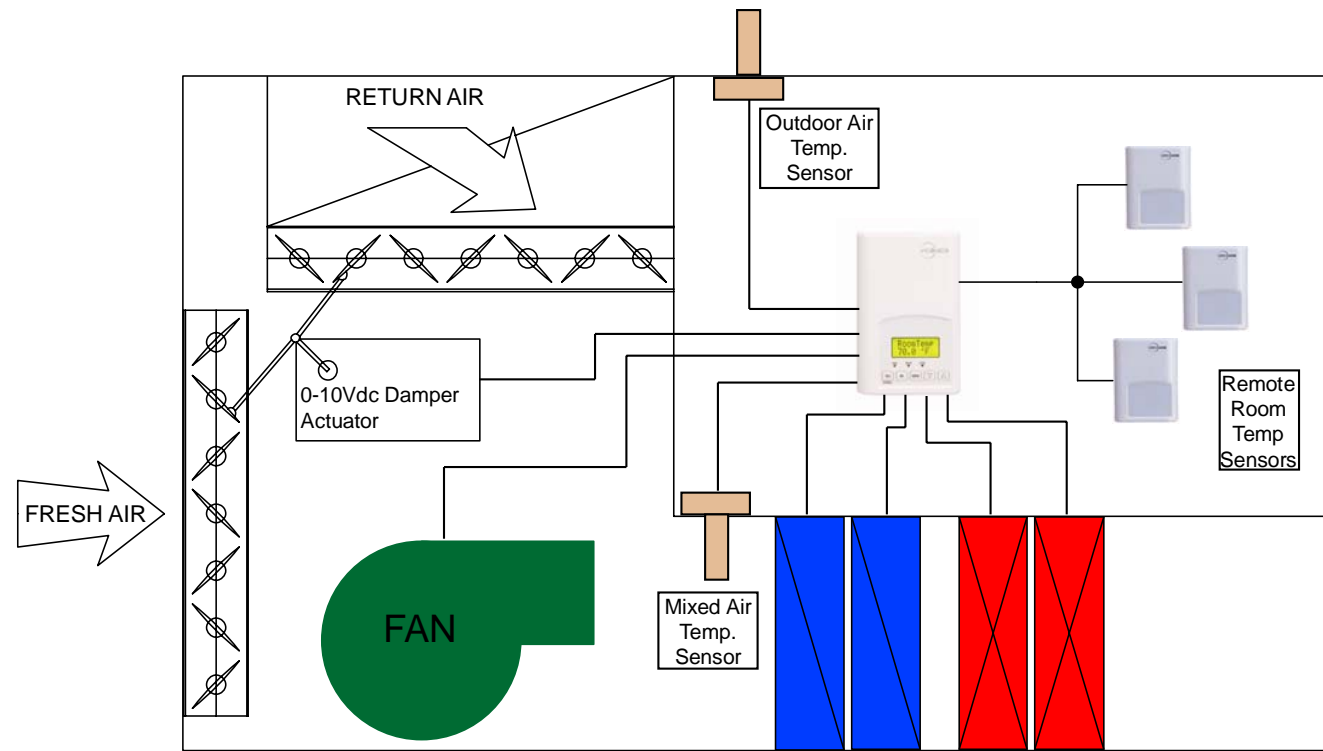 RETURN AIR
Outdoor Air
Temp.
Sensor
RoomTemp
70.0 °F
0-10Vdc Damper
Actuator
Remote
Room
Temp
Sensors
FRESH AIR
FAN
Mixed Air
Temp.
Sensor